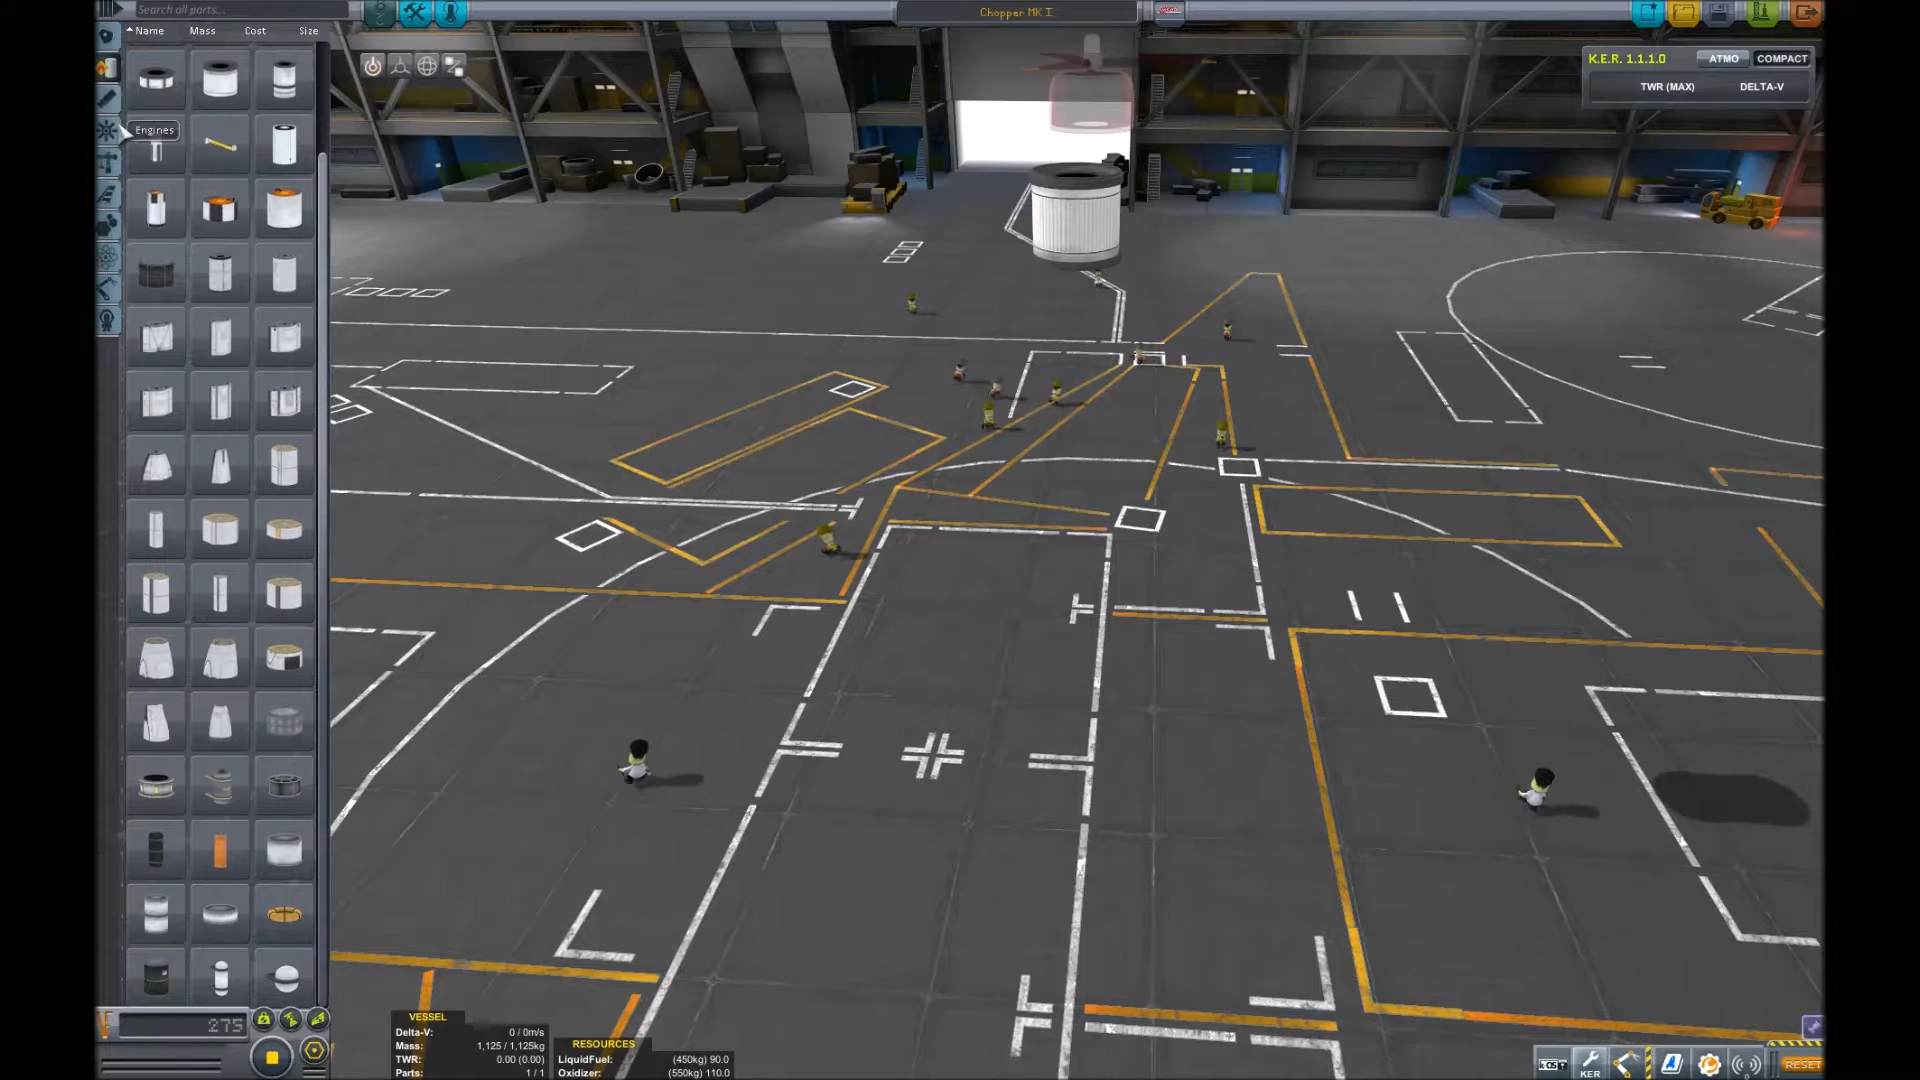 Search all parts...
Chopper MK I
Name Mass Cost Size
K.E.R. 1.1.1.0 ATMO COMPACT
TWR (MAX) DELTA-V
Engines
275
VESSEL
Delta-V: 0 / 0m/s
Mass: 1,125 / 1,125kg
TWR: 0.00 (0.00)
Parts: 1 / 1
RESOURCES
LiquidFuel: (450kg) 90.0
Oxidizer: (550kg) 110.0
KER
RESET